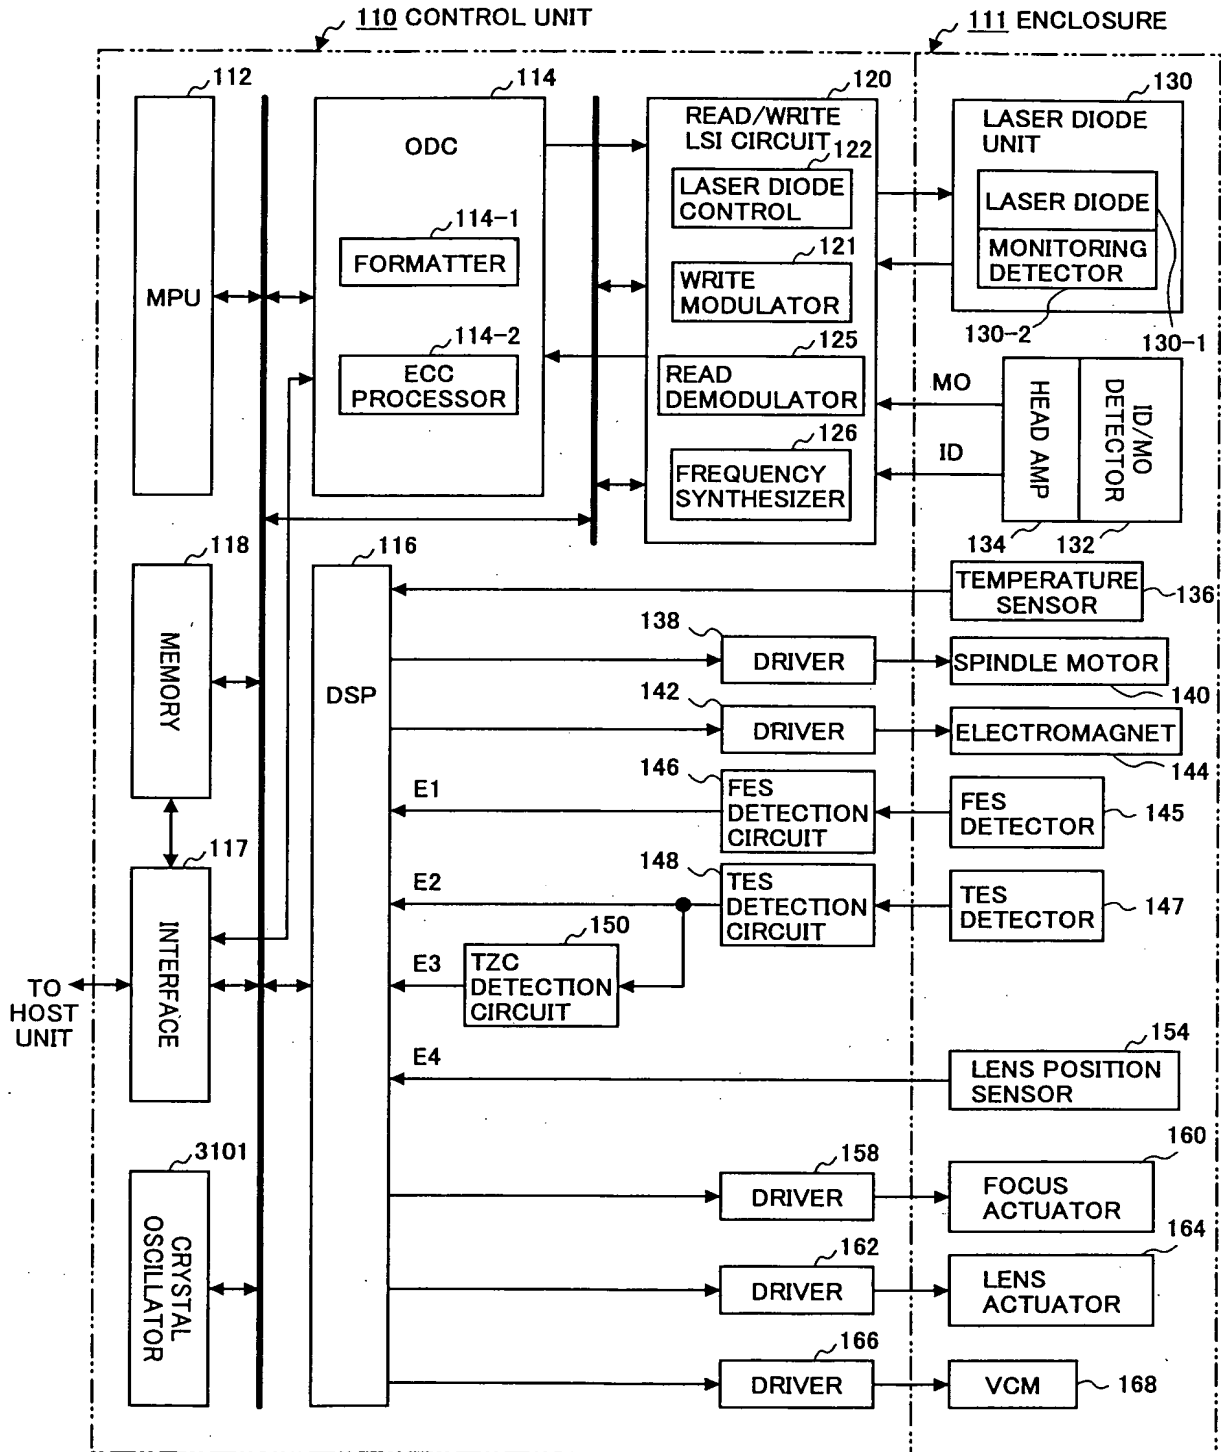 110 CONTROL UNIT
111 ENCLOSURE
112
MPU
114
ODC
114-1
FORMATTER
114-2
ECC
PROCESSOR
120
READ/WRITE
LSI CIRCUIT
122
LASER DIODE
CONTROL
121
WRITE
MODULATOR
125
READ
DEMODULATOR
126
FREQUENCY
SYNTHESIZER
130
LASER DIODE
UNIT
LASER DIODE
MONITORING
DETECTOR
130-2
130-1
MO
ID
HEAD AMP
ID/MO
DETECTOR
134
132
118
MEMORY
116
DSP
TEMPERATURE
SENSOR
136
138
DRIVER
SPINDLE MOTOR
140
142
DRIVER
ELECTROMAGNET
144
E1
146
FES
DETECTION
CIRCUIT
FES
DETECTOR
145
117
INTERFACE
TO
HOST
UNIT
E2
148
TES
DETECTION
CIRCUIT
TES
DETECTOR
147
E3
150
TZC
DETECTION
CIRCUIT
E4
154
LENS POSITION
SENSOR
3101
CRYSTAL
OSCILLATOR
158
DRIVER
160
FOCUS
ACTUATOR
162
DRIVER
164
LENS
ACTUATOR
166
DRIVER
VCM
168